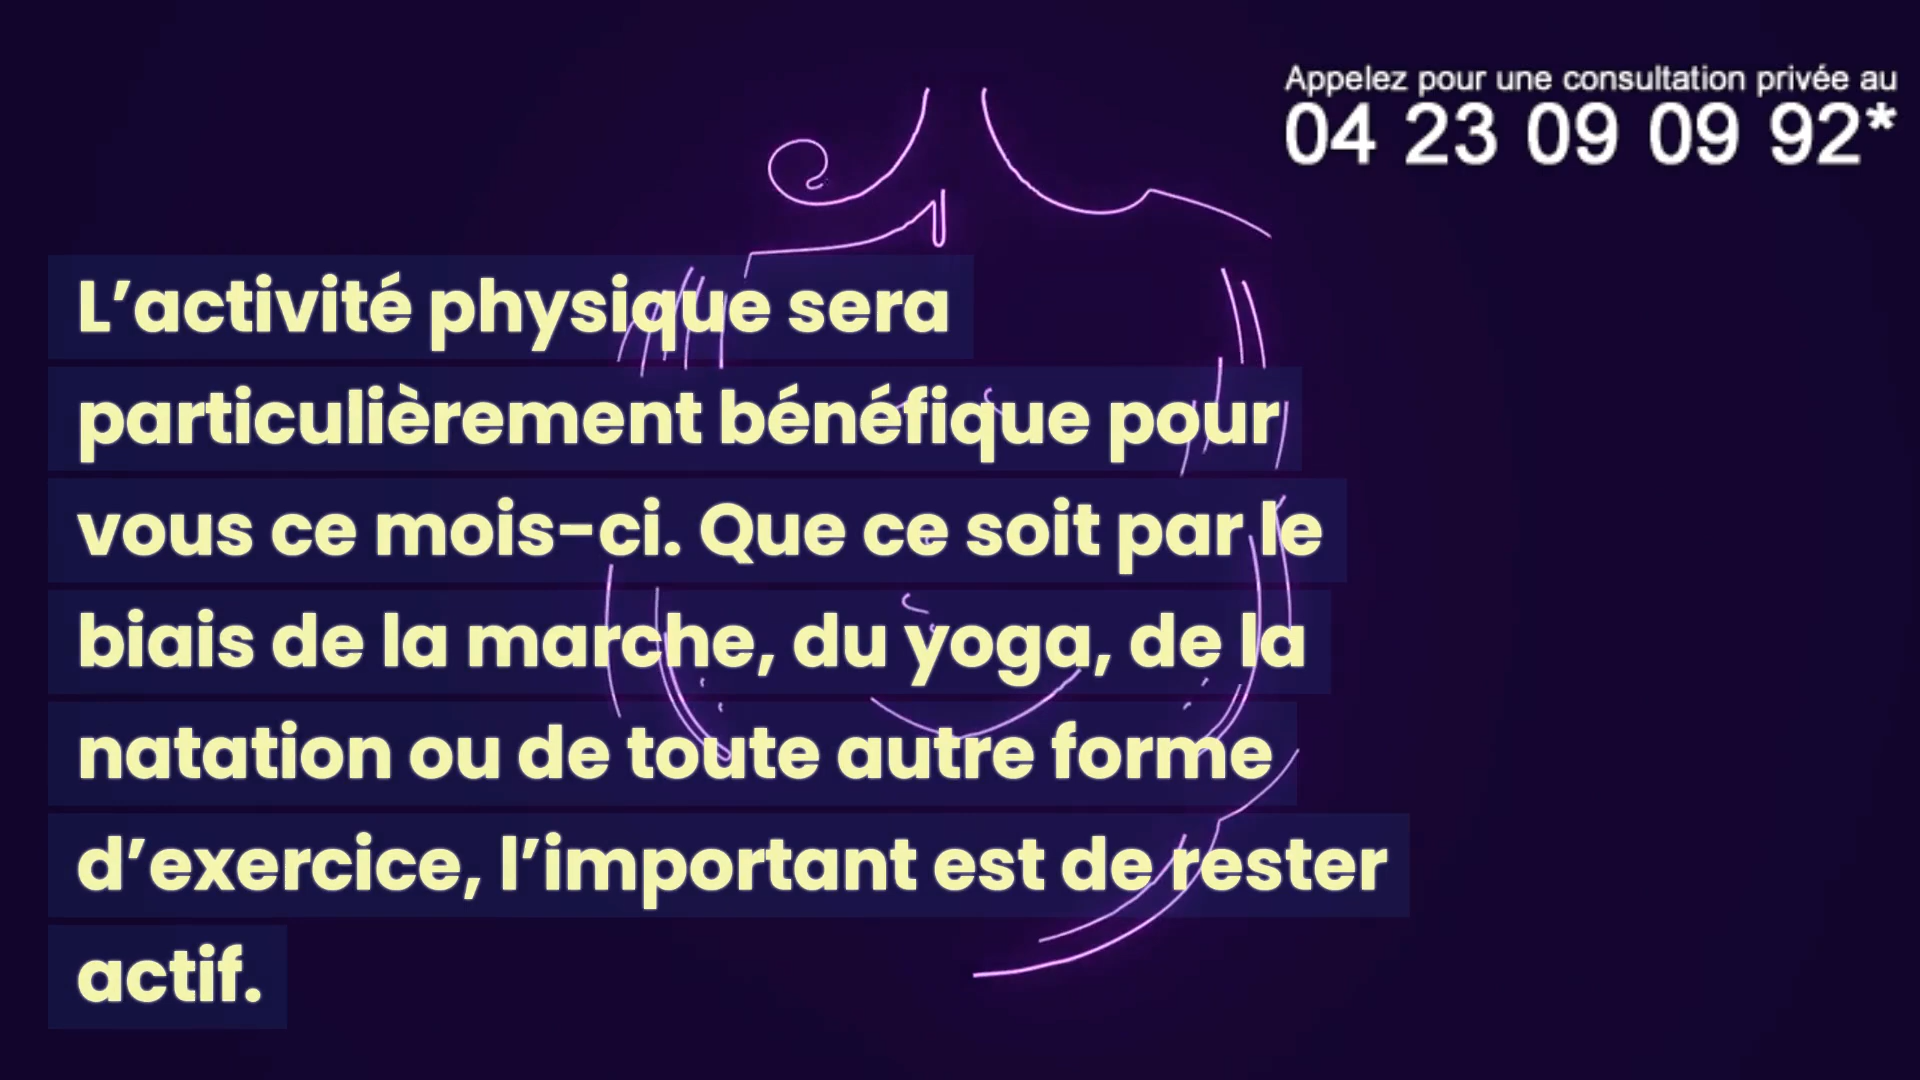 Appelez pour une consultation privée au
04 23 09 09 92*
L’activité physique sera
particulièrement bénéfique pour
vous ce mois-ci. Que ce soit par le
biais de la marche, du yoga, de la
natation ou de toute autre forme
d’exercice, l’important est de rester
actif.